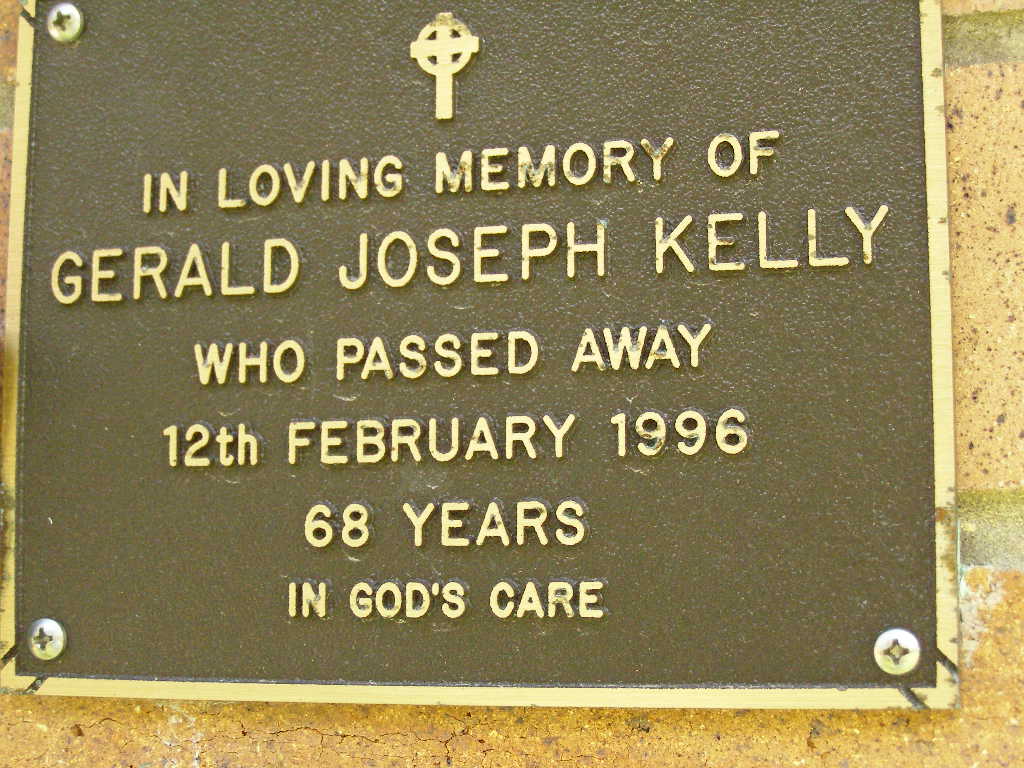 IN LOVING MEMORY OF
GERALD JOSEPH KELLY
WHO PASSED AWAY
12th FEBRUARY 1996
68 YEARS
IN GOD'S CARE